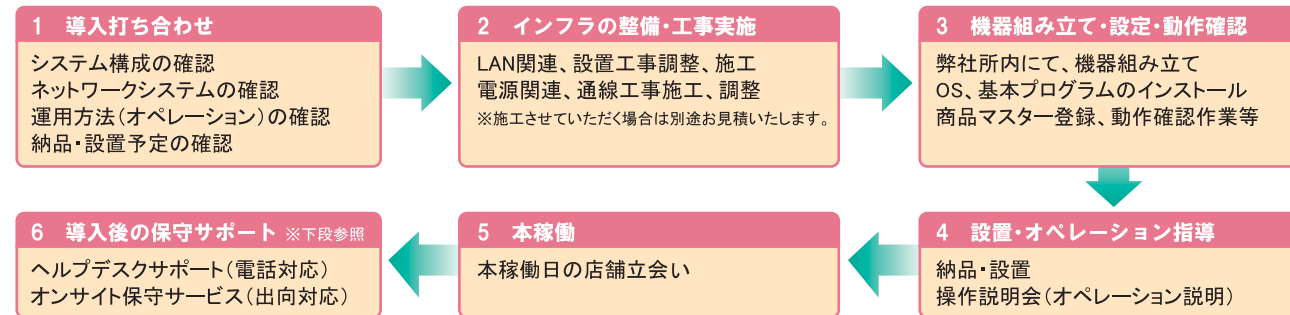 1 導入打ち合わせ
システム構成の確認
ネットワークシステムの確認
運用方法(オペレーション)の確認
納品・設置予定の確認
2 インフラの整備・工事実施
LAN関連、設置工事調整、施工
電源関連、通線工事施工、調整
※施工させていただく場合は別途お見積いたします。
3 機器組み立て・設定・動作確認
弊社所内にて、機器組み立て
OS、基本プログラムのインストール
商品マスター登録、動作確認作業等
4 設置・オペレーション指導
納品・設置
操作説明会(オペレーション説明)
5 本稼働
本稼働日の店舗立会い
6 導入後の保守サポート ※下段参照
ヘルプデスクサポート(電話対応)
オンサイト保守サービス(出向対応)